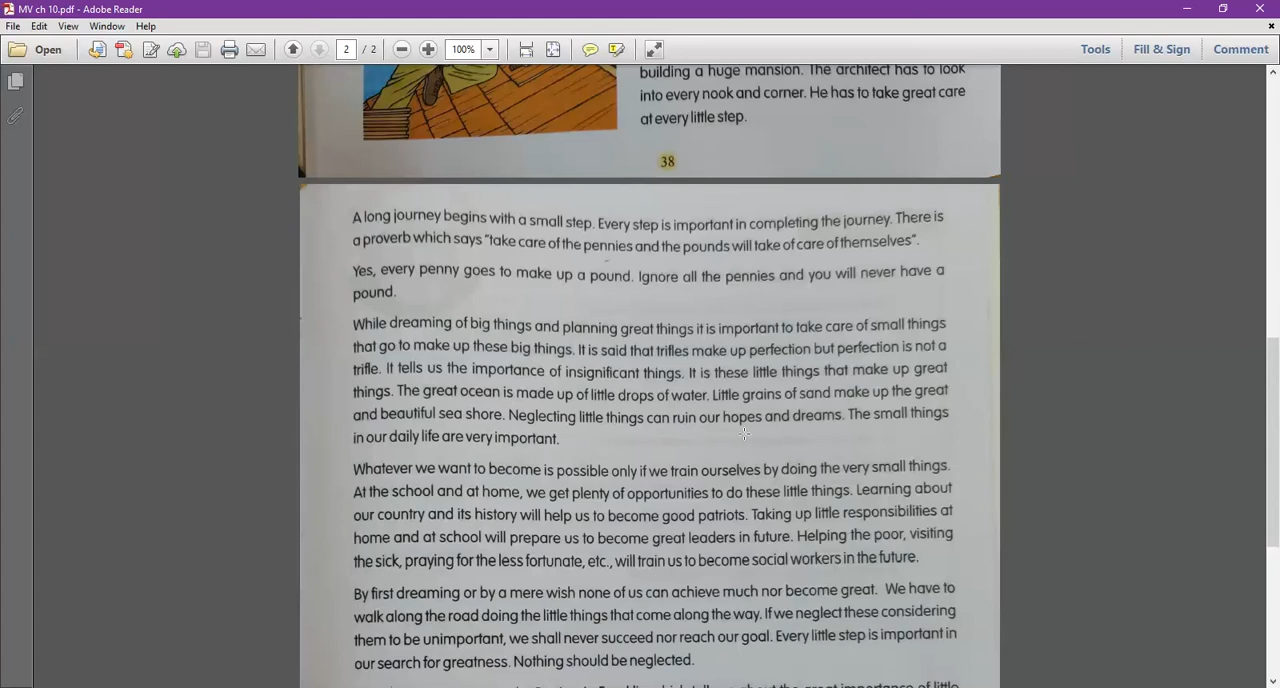 MV ch 10.pdf - Adobe Reader
File Edit View Window Help
Open 2 / 2 100% Tools Fill & Sign Comment
building a huge mansion. The architect has to look
into every nook and corner. He has to take great care
at every little step.
38
A long journey begins with a small step. Every step is important in completing the journey. There is
a proverb which says "take care of the pennies and the pounds will take of care of themselves".
Yes, every penny goes to make up a pound. Ignore all the pennies and you will never have a
pound.
While dreaming of big things and planning great things it is important to take care of small things
that go to make up these big things. It is said that trifles make up perfection but perfection is not a
trifle. It tells us the importance of insignificant things. It is these little things that make up great
things. The great ocean is made up of little drops of water. Little grains of sand make up the great
and beautiful sea shore. Neglecting little things can ruin our hopes and dreams. The small things
in our daily life are very important.
Whatever we want to become is possible only if we train ourselves by doing the very small things.
At the school and at home, we get plenty of opportunities to do these little things. Learning about
our country and its history will help us to become good patriots. Taking up little responsibilities at
home and at school will prepare us to become great leaders in future. Helping the poor, visiting
the sick, praying for the less fortunate, etc., will train us to become social workers in the future.
By first dreaming or by a mere wish none of us can achieve much nor become great. We have to
walk along the road doing the little things that come along the way. If we neglect these considering
them to be unimportant, we shall never succeed nor reach our goal. Every little step is important in
our search for greatness. Nothing should be neglected.
which tells us about the great importance of little